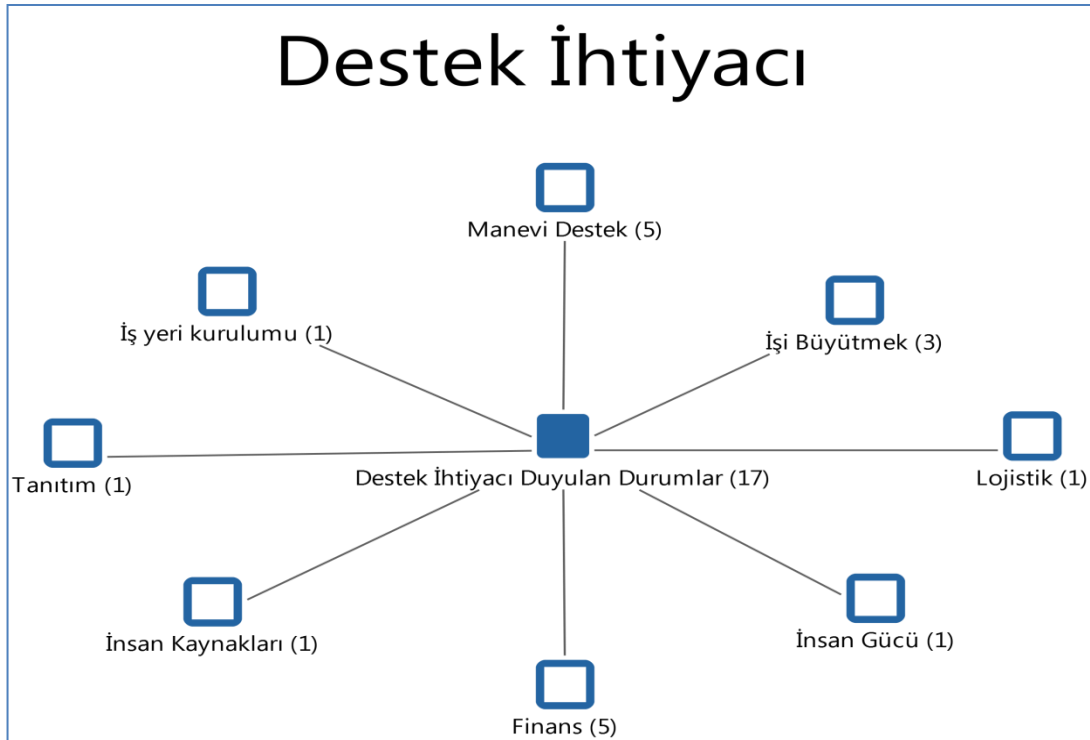 Destek İhtiyacı
Manevi Destek (5)
İş yeri kurulumu (1)
İşi Büyütmek (3)
Tanıtım (1)
Destek İhtiyacı Duyulan Durumlar (17)
Lojistik (1)
İnsan Kaynakları (1)
İnsan Gücü (1)
Finans (5)